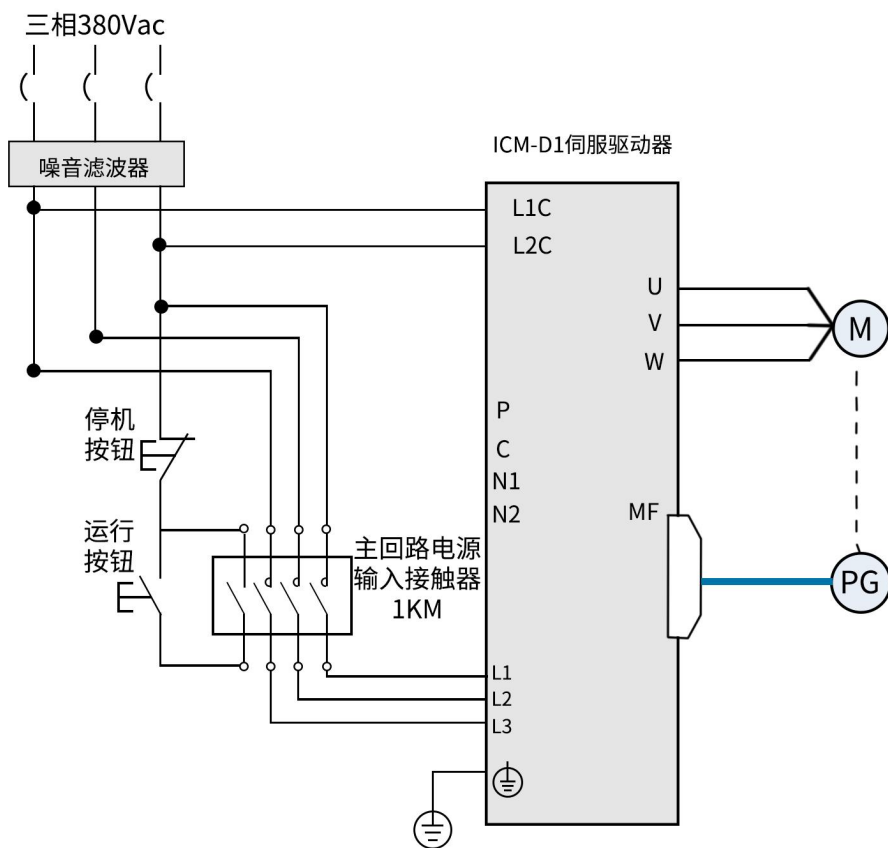 三相380Vac
噪音滤波器
ICM-D1伺服驱动器
L1C
L2C
U
V
W
M
P
C
N1
N2
MF
PG
停机
按钮
运行
按钮
主回路电源
输入接触器
1KM
L1
L2
L3